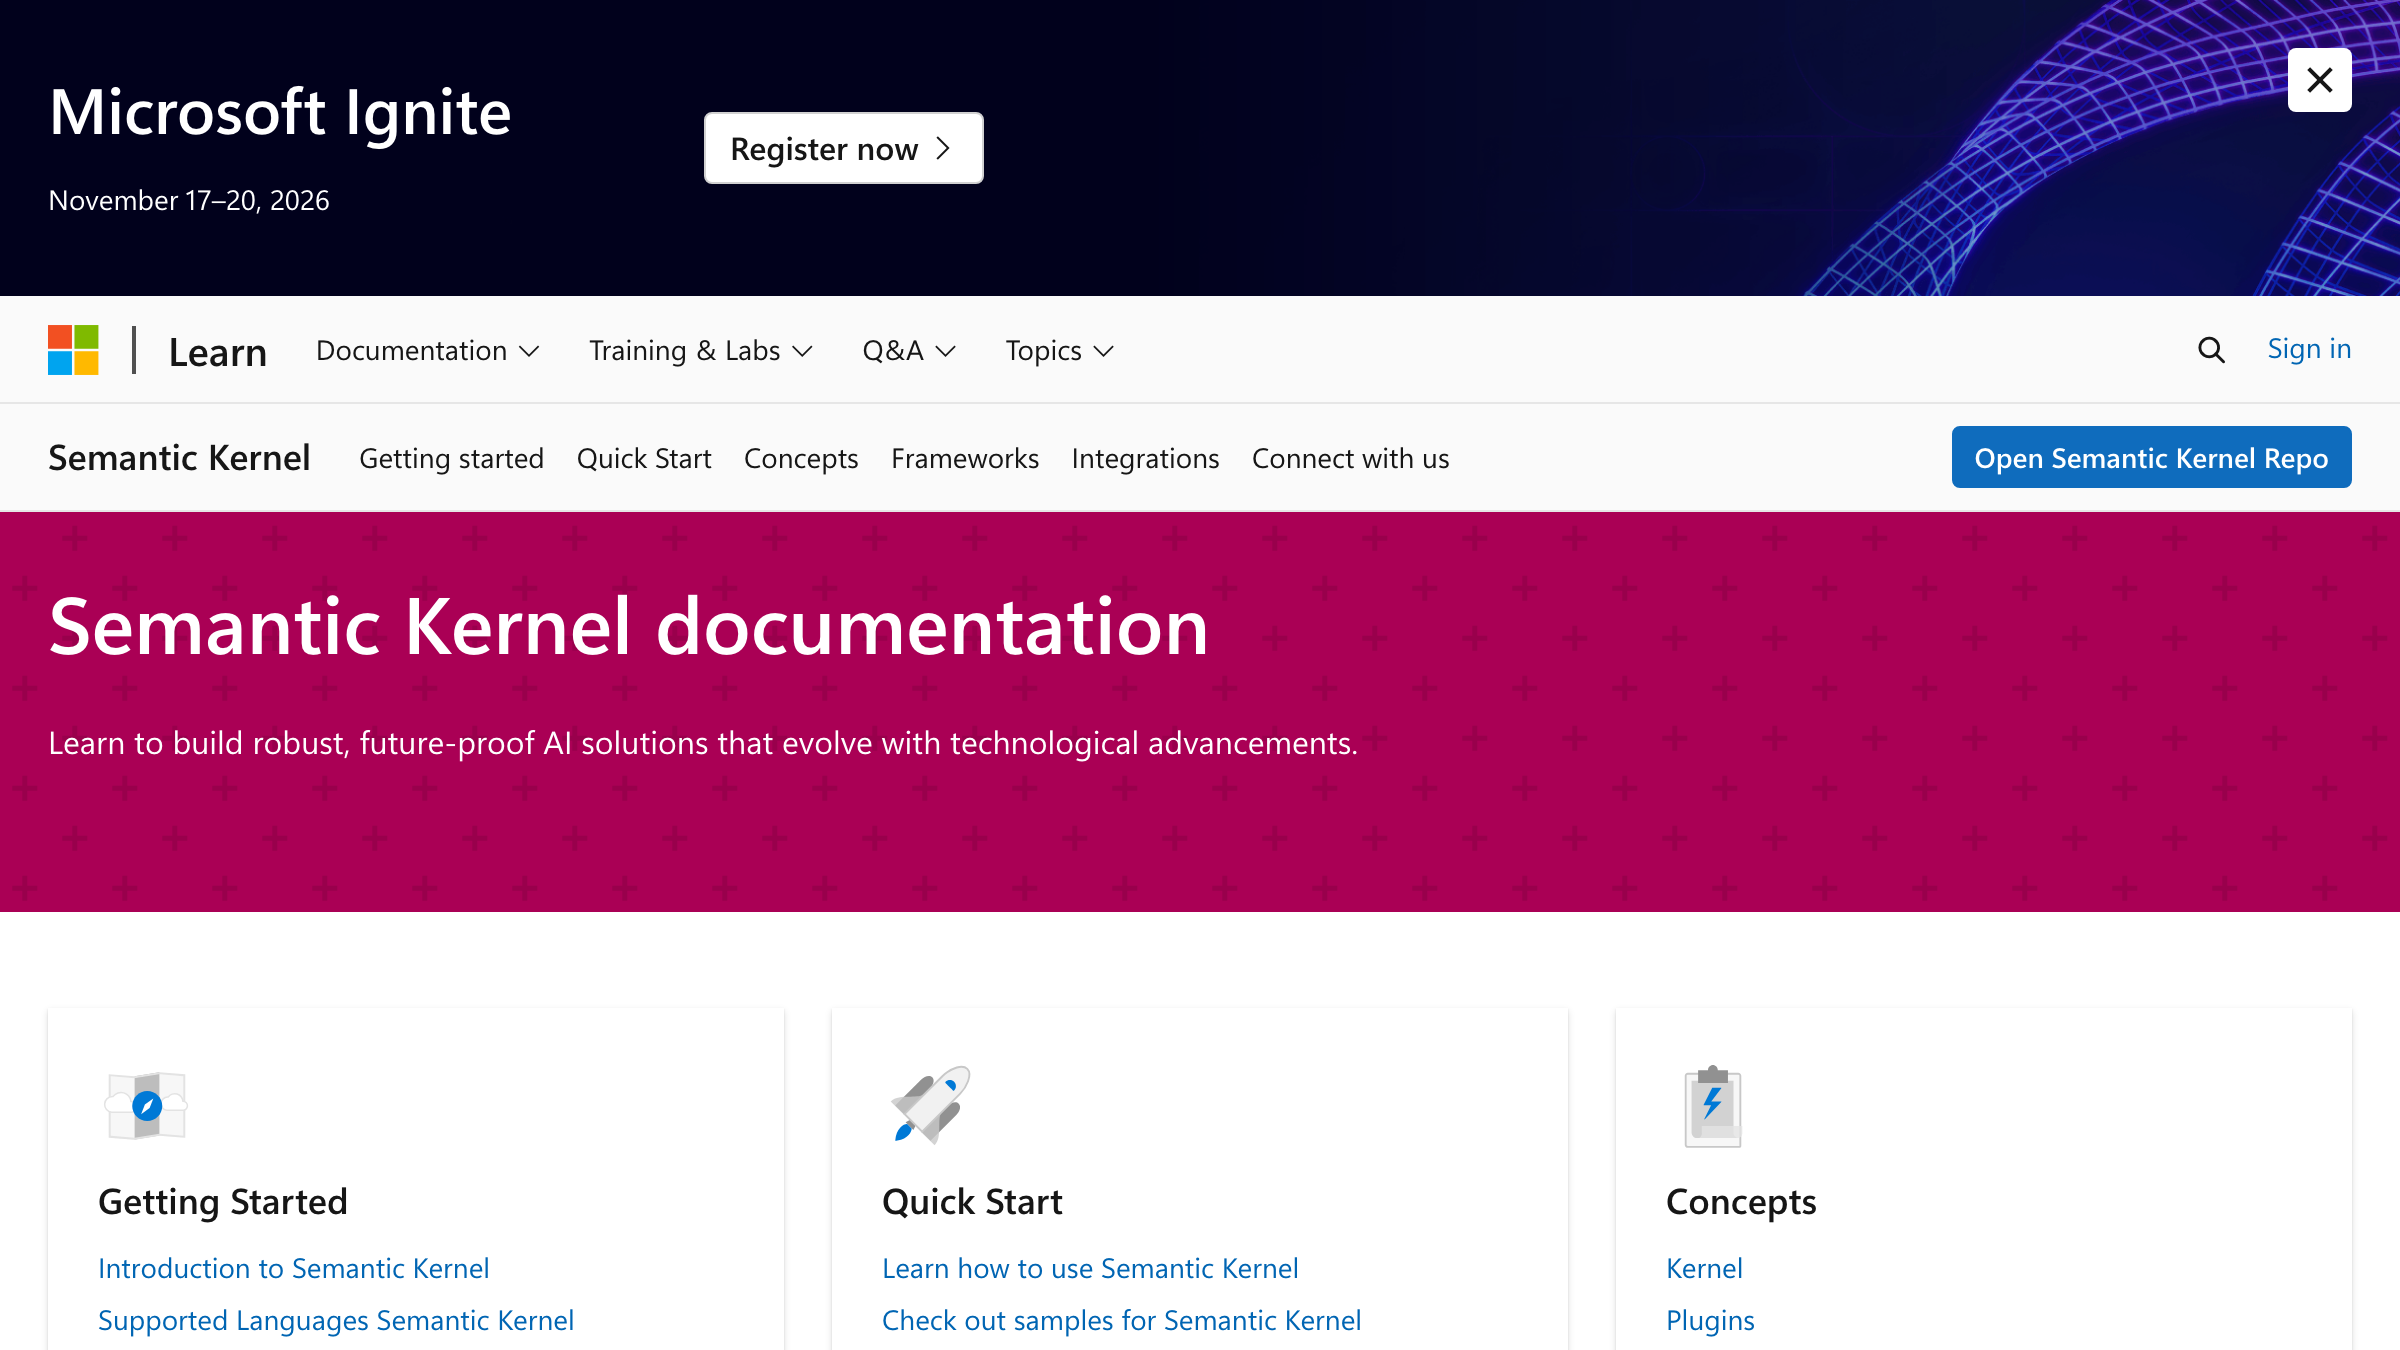 Microsoft Ignite
November 17–20, 2026
Register now
Learn
Documentation
Training & Labs
Q&A
Topics
Sign in
Semantic Kernel
Getting started
Quick Start
Concepts
Frameworks
Integrations
Connect with us
Open Semantic Kernel Repo
Semantic Kernel documentation
Learn to build robust, future-proof AI solutions that evolve with technological advancements.
Getting Started
Introduction to Semantic Kernel
Supported Languages Semantic Kernel
Quick Start
Learn how to use Semantic Kernel
Check out samples for Semantic Kernel
Concepts
Kernel
Plugins